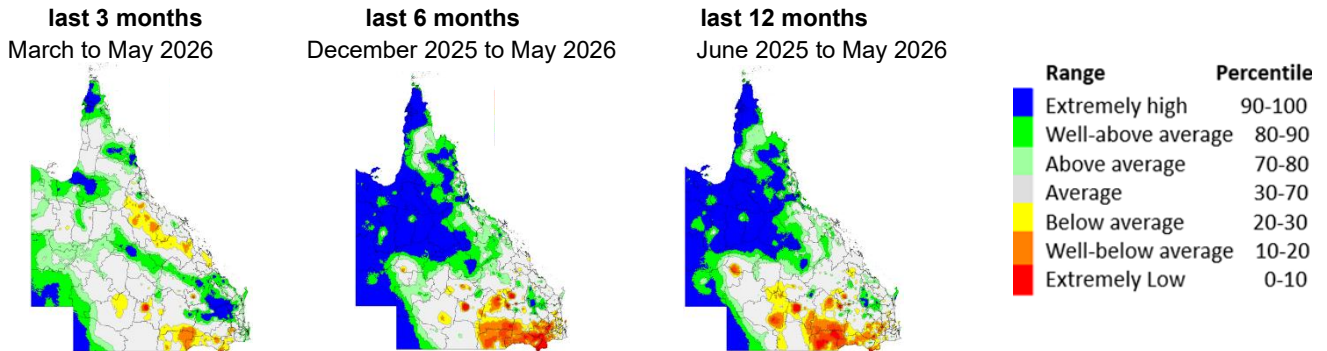 last 3 months
March to May 2026
last 6 months
December 2025 to May 2026
last 12 months
June 2025 to May 2026
Range Percentile
Extremely high 90-100
Well-above average 80-90
Above average 70-80
Average 30-70
Below average 20-30
Well-below average 10-20
Extremely Low 0-10